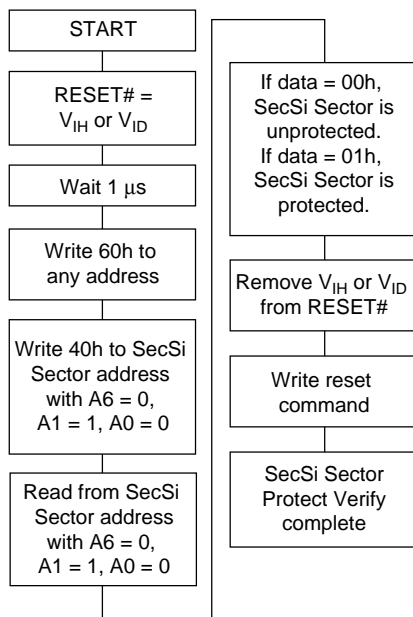 START
RESET# =
V_IH or V_ID
Wait 1 μs
Write 60h to
any address
Write 40h to SecSi
Sector address
with A6 = 0,
A1 = 1, A0 = 0
Read from SecSi
Sector address
with A6 = 0,
A1 = 1, A0 = 0
If data = 00h,
SecSi Sector is
unprotected.
If data = 01h,
SecSi Sector is
protected.
Remove V_IH or V_ID
from RESET#
Write reset
command
SecSi Sector
Protect Verify
complete